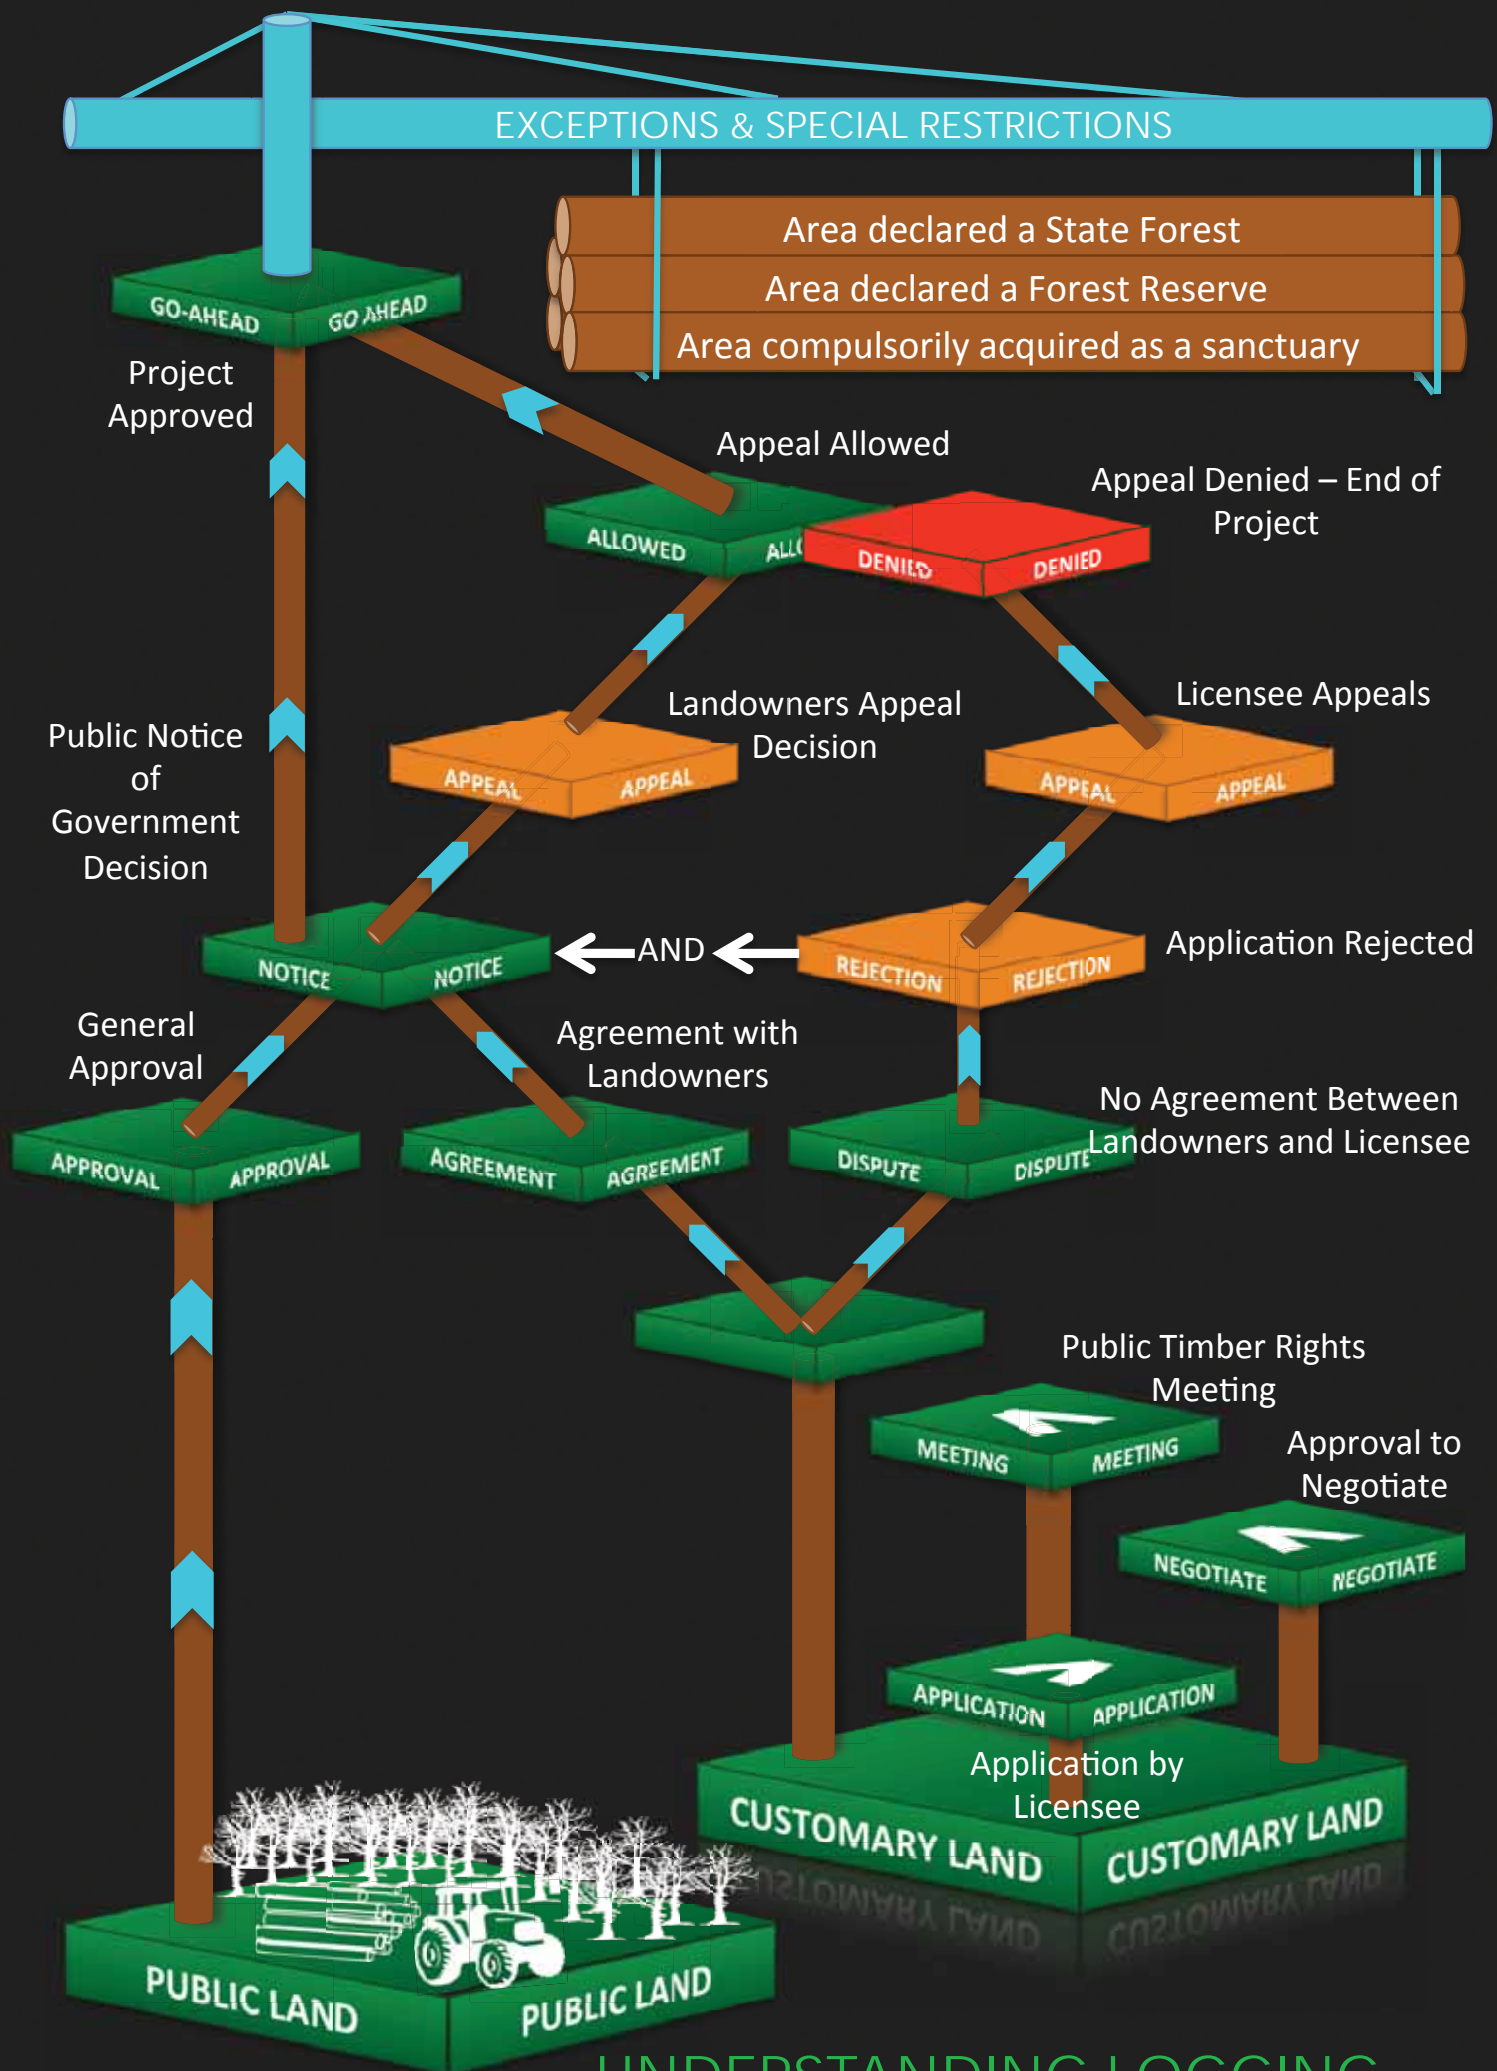 EXCEPTIONS & SPECIAL RESTRICTIONS
Area declared a State Forest
Area declared a Forest Reserve
Area compulsorily acquired as a sanctuary
GO-AHEAD
GO AHEAD
Project
Approved
Appeal Allowed
ALLOWED
ALLO
Appeal Denied – End of
Project
DENIED
DENIED
Public Notice
of
Government
Decision
Landowners Appeal
Decision
APPEAL
APPEAL
Licensee Appeals
APPEAL
APPEAL
NOTICE
NOTICE
AND
REJECTION
REJECTION
Application Rejected
General
Approval
APPROVAL
APPROVAL
Agreement with
Landowners
AGREEMENT
AGREEMENT
No Agreement Between
Landowners and Licensee
DISPUTE
DISPUTE
Public Timber Rights
Meeting
MEETING
MEETING
Approval to
Negotiate
NEGOTIATE
NEGOTIATE
APPLICATION
APPLICATION
Application by
Licensee
CUSTOMARY LAND
CUSTOMARY LAND
PUBLIC LAND
PUBLIC LAND
UNDERSTANDING LOGGING